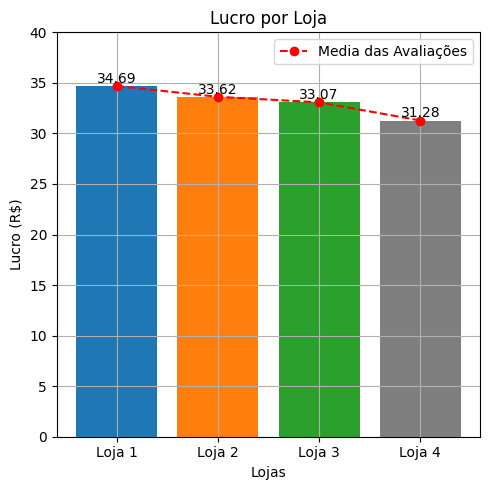 Lucro por Loja
Media das Avaliações
40
35
30
25
20
15
10
5
0
Lucro (R$)
34.69
33.62
33.07
31.28
Loja 1
Loja 2
Loja 3
Loja 4
Lojas